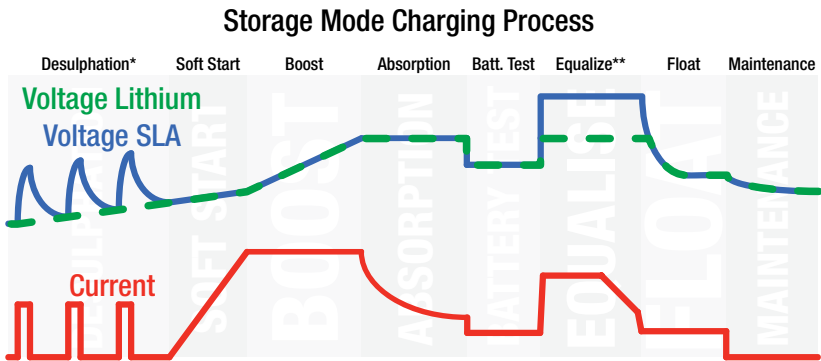 Storage Mode Charging Process
Desulphation* Soft Start Boost Absorption Batt. Test Equalize** Float Maintenance
Voltage Lithium
Voltage SLA
Current
SOFT START
BOOST
ABSORPTION
BATTERY TEST
EQUALISE
FLOAT
MAINTENANCE